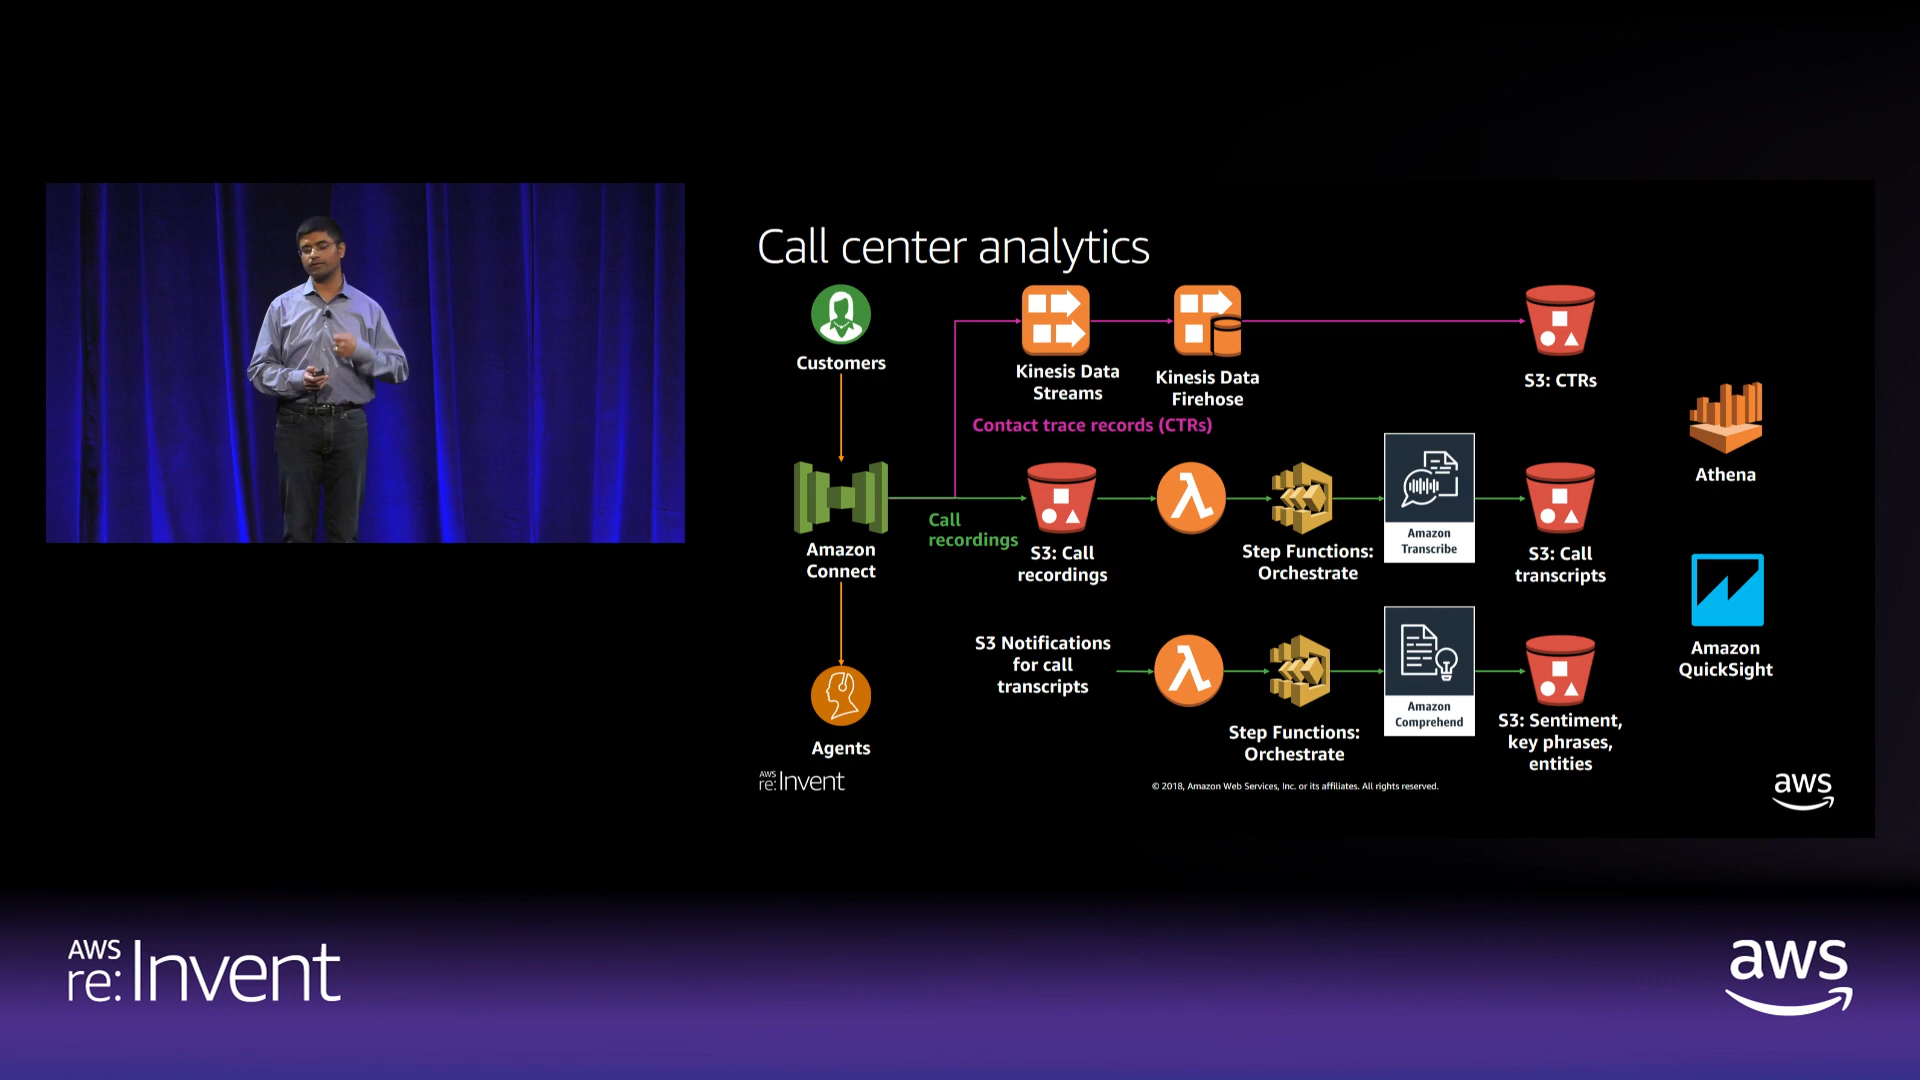 Call center analytics
Customers
Kinesis Data
Streams
Kinesis Data
Firehose
S3: CTRs
Contact trace records (CTRs)
Athena
Amazon
Connect
Call
recordings
S3: Call
recordings
λ
Step Functions:
Orchestrate
Amazon
Transcribe
S3: Call
transcripts
Amazon
QuickSight
S3 Notifications
for call
transcripts
λ
Step Functions:
Orchestrate
Amazon
Comprehend
S3: Sentiment,
key phrases,
entities
Agents
AWS
re:Invent
© 2018, Amazon Web Services, Inc. or its affiliates. All rights reserved.
aws
AWS
re:Invent
aws